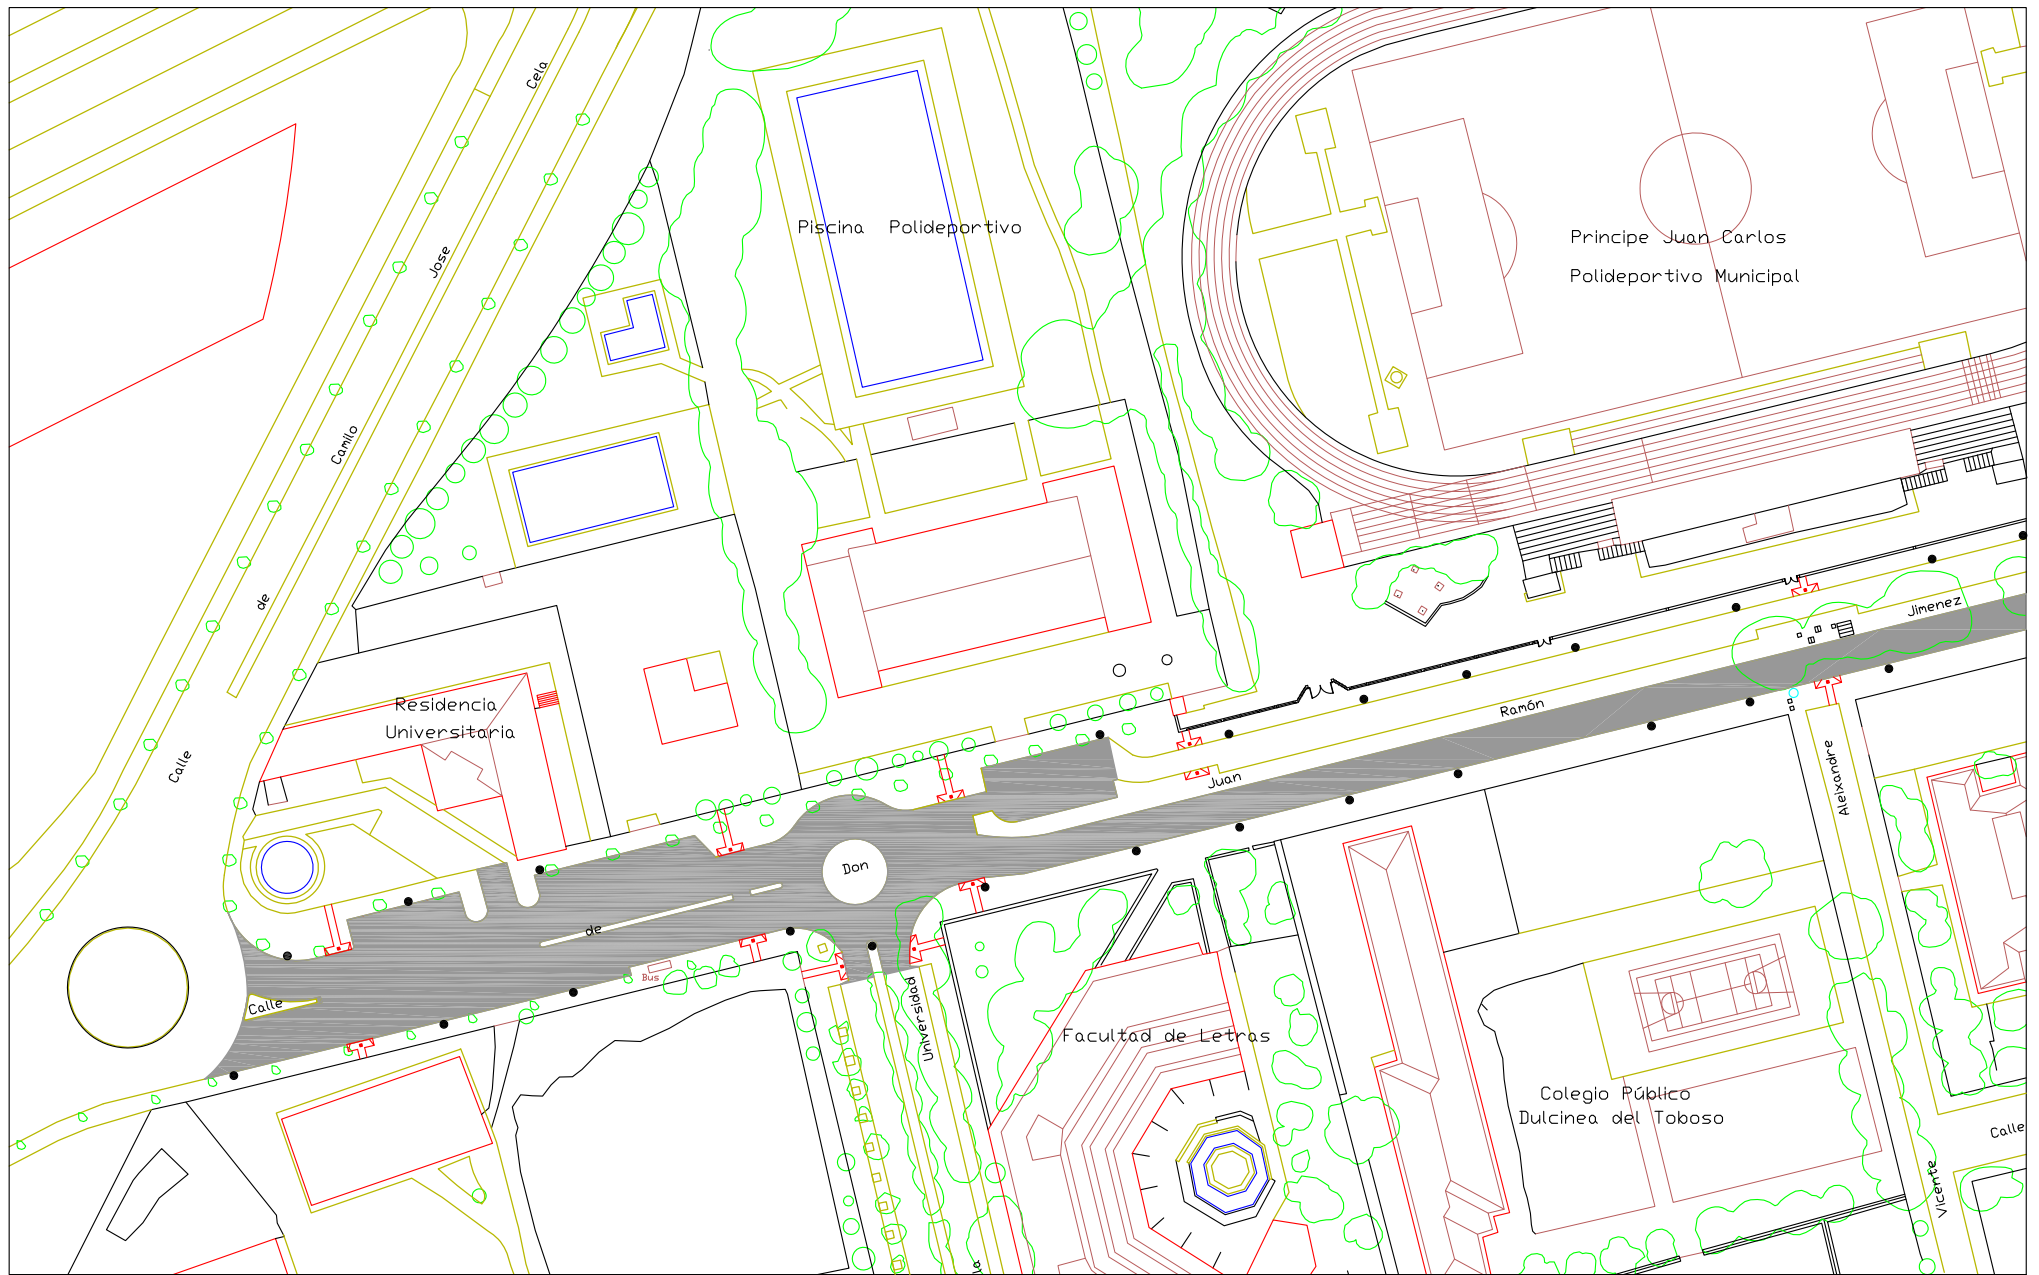 Cela
Jose
Camilo
de
Calle
Piscina Polideportivo
Principe Juan Carlos
Polideportivo Municipal
Residencia
Universitaria
Jimenez
Ramón
Juan
Don
de
Calle
Bus
Universidad
la
Facultad de Letras
Colegio Público
Dulcinea del Toboso
Aleixandre
Vicente
Calle